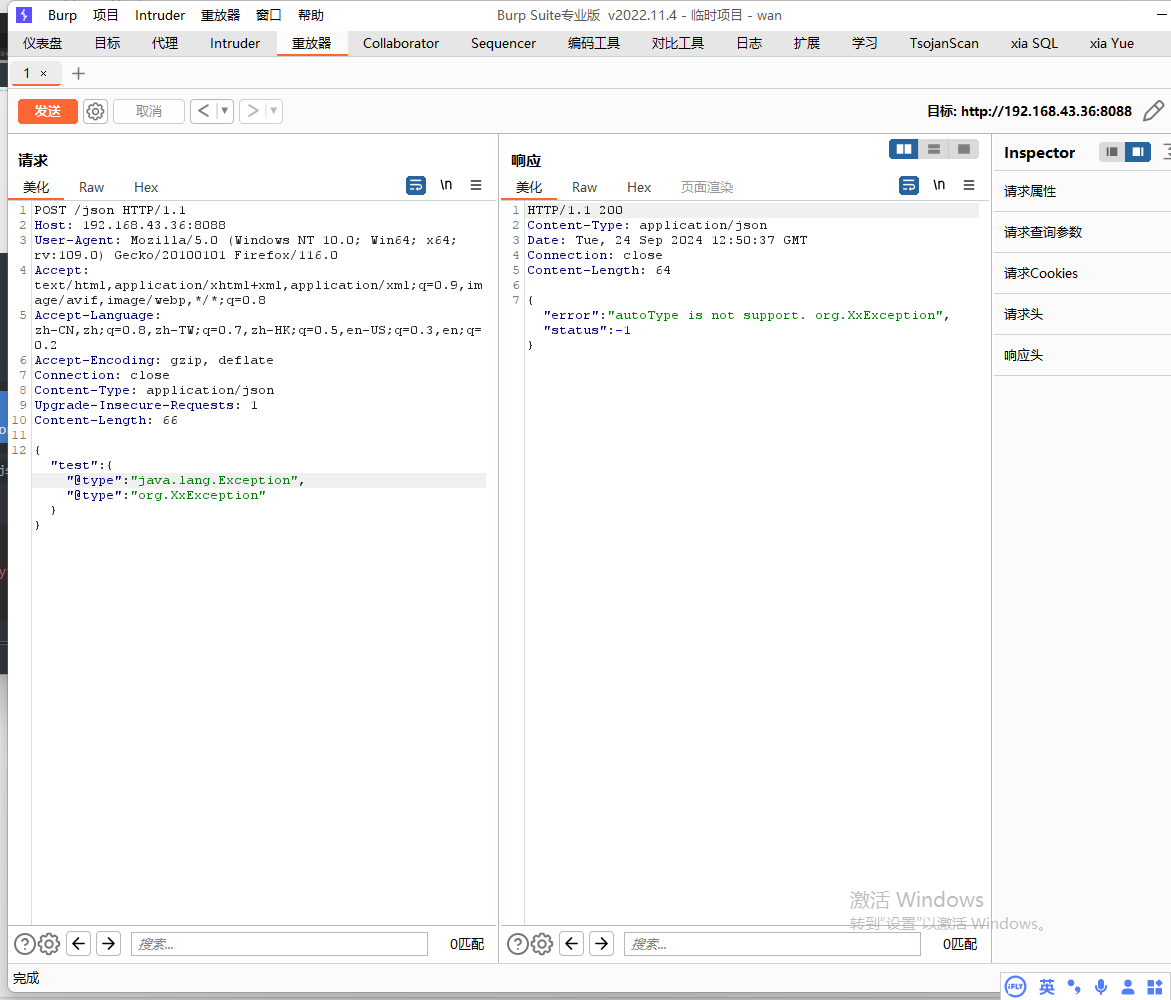 Burp 项目 Intruder 重放器 窗口 帮助 Burp Suite专业版 v2022.11.4 - 临时项目 - wan
仪表盘 目标 代理 Intruder 重放器 Collaborator Sequencer 编码工具 对比工具 日志 扩展 学习 TsojanScan xia SQL xia Yue
1 × +
发送 取消 < ▼ > ▼ 目标: http://192.168.43.36:8088
请求
美化 Raw Hex \n ≡
1 POST /json HTTP/1.1
2 Host: 192.168.43.36:8088
3 User-Agent: Mozilla/5.0 (Windows NT 10.0; Win64; x64;
rv:109.0) Gecko/20100101 Firefox/116.0
4 Accept:
text/html,application/xhtml+xml,application/xml;q=0.9,im
age/avif,image/webp,*/*;q=0.8
5 Accept-Language:
zh-CN,zh;q=0.8,zh-TW;q=0.7,zh-HK;q=0.5,en-US;q=0.3,en;q=
0.2
6 Accept-Encoding: gzip, deflate
7 Connection: close
8 Content-Type: application/json
9 Upgrade-Insecure-Requests: 1
10 Content-Length: 66
11
12 {
"test":{
"@type":"java.lang.Exception",
"@type":"org.XxException"
}
}
响应
美化 Raw Hex 页面渲染 \n ≡
1 HTTP/1.1 200
2 Content-Type: application/json
3 Date: Tue, 24 Sep 2024 12:50:37 GMT
4 Connection: close
5 Content-Length: 64
6
7 {
"error":"autoType is not support. org.XxException",
"status":-1
}
Inspector
请求属性
请求查询参数
请求Cookies
请求头
响应头
激活 Windows
转到"设置"以激活 Windows。
? ← → 搜索... 0匹配
? ← → 搜索... 0匹配
完成
iFLY 英